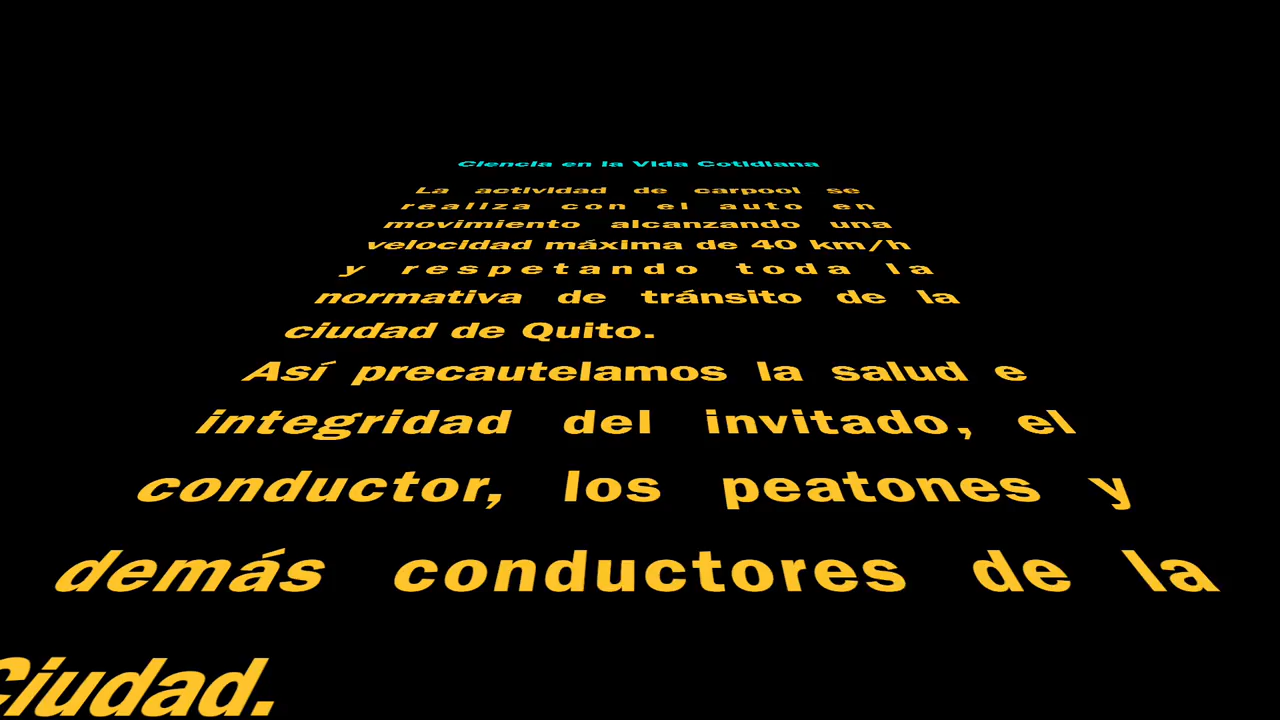 Ciencia en la Vida Cotidiana
La actividad de carpool se
realiza con el auto en
movimiento alcanzando una
velocidad máxima de 40 km/h
y respetando toda la
normativa de tránsito de la
ciudad de Quito.
Así precautelamos la salud e
integridad del invitado, el
conductor, los peatones y
demás conductores de la
Ciudad.